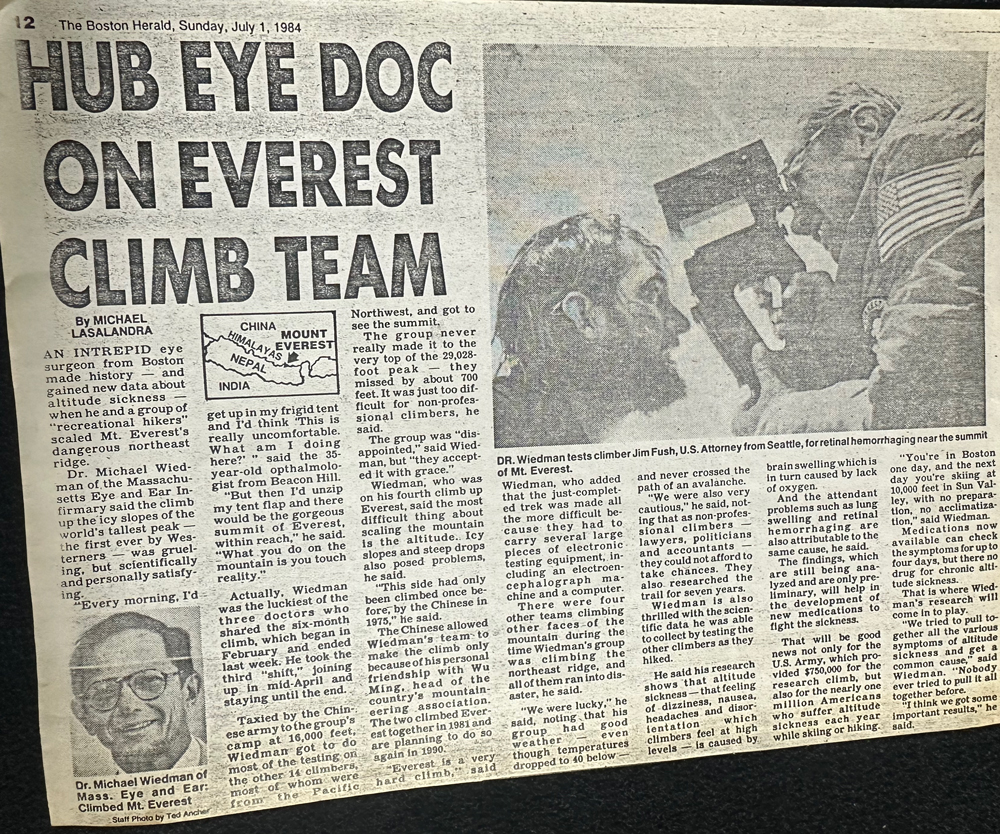 12 The Boston Herald, Sunday, July 1, 1984
HUB EYE DOC
ON EVEREST
CLIMB TEAM
By MICHAEL
LASALANDRA
AN INTREPID eye
surgeon from Boston
made history — and
gained new data about
altitude sickness —
when he and a group of
"recreational hikers"
scaled Mt. Everest's
dangerous northeast
ridge.
Dr. Michael Wied-
man of the Massachu-
setts Eye and Ear In-
firmary said the climb
up the icy slopes of the
world's tallest peak —
the first ever by Wes-
terners — was gruel-
ing, but scientifically
and personally satisfy-
ing.
"Every morning, I'd
Dr. Michael Wiedman of
Mass. Eye and Ear:
Climbed Mt. Everest
Staff Photo by Ted Ancher
CHINA
HIMALAYAS
MOUNT
EVEREST
NEPAL
INDIA
get up in my frigid tent
and I'd think 'This is
really uncomfortable.
What am I doing
here?' " said the 35-
year-old opthalmolo-
gist from Beacon Hill.
"But then I'd unzip
my tent flap and there
would be the gorgeous
summit of Everest,
within reach," he said.
"What you do on the
mountain is you touch
reality."
Actually, Wiedman
was the luckiest of the
three doctors who
shared the six-month
climb, which began in
February and ended
last week. He took the
third "shift," joining
up in mid-April and
staying until the end.
Taxied by the Chin-
ese army to the group's
camp at 16,000 feet,
Wiedman got to do
most of the testing on
the other 14 climbers,
most of whom were
from the Pacific
Northwest, and got to
see the summit.
The group never
really made it to the
very top of the 29,028-
foot peak — they
missed by about 700
feet. It was just too dif-
ficult for non-profes-
sional climbers, he
said.
The group was "dis-
appointed," said Wied-
man, but "they accept-
ed it with grace."
Wiedman, who was
on his fourth climb up
Everest, said the most
difficult thing about
scaling the mountain
is the altitude. Icy
slopes and steep drops
also posed problems,
he said.
"This side had only
been climbed once be-
fore, by the Chinese in
1975," he said.
The Chinese allowed
Wiedman's team to
make the climb only
because of his personal
friendship with Wu
Ming, head of the
country's mountain-
eering association.
The two climbed Ever-
est together in 1981 and
are planning to do so
again in 1990.
"Everest is a very
hard climb," said
DR. Wiedman tests climber Jim Fush, U.S. Attorney from Seattle, for retinal hemorrhaging near the summit
of Mt. Everest.
Wiedman, who added
that the just-complet-
ed trek was made all
the more difficult be-
cause they had to
carry several large
pieces of electronic
testing equipment, in-
cluding an electroen-
cephalograph ma-
chine and a computer.
There were four
other teams climbing
other faces of the
mountain during the
time Wiedman's group
was climbing the
northeast ridge, and
all of them ran into dis-
aster, he said.
"We were lucky," he
said, noting that his
group had good
weather — even
though temperatures
dropped to 40 below —
and never crossed the
path of an avalanche.
"We were also very
cautious," he said, not-
ing that as non-profes-
sional climbers —
lawyers, politicians
and accountants —
they could not afford to
take chances. They
also researched the
trail for seven years.
Wiedman is also
thrilled with the scien-
tific data he was able
to collect by testing the
other climbers as they
hiked.
He said his research
shows that altitude
sickness — that feeling
of dizziness, nausea,
headaches and disor-
ientation at which
climbers feel at high
levels — is caused by
brain swelling which is
in turn caused by lack
of oxygen.
And the attendant
problems such as lung
swelling and retinal
hemorrhaging are
also attributable to the
same cause, he said.
The findings, which
are still being ana-
lyzed and are only pre-
liminary, will help in
the development of
new medications to
fight the sickness.
That will be good
news not only for the
U.S. Army, which pro-
vided $750,000 for the
research climb, but
also for the nearly one
million Americans
who suffer altitude
sickness each year
while skiing or hiking.
"You're in Boston
one day, and the next
day you're skiing at
10,000 feet in Sun Val-
ley, with no prepara-
tion, no acclimatiza-
tion," said Wiedman.
Medications now
available can check
the symptoms for up to
four days, but there no
drug for chronic alti-
tude sickness.
That is where Wied-
man's research will
come in to play.
"We tried to pull to-
gether all the various
symptoms of altitude
sickness and get a
common cause," said
Wiedman. "Nobody
ever tried to pull it all
together before.
"I think we got some
important results," he
said.